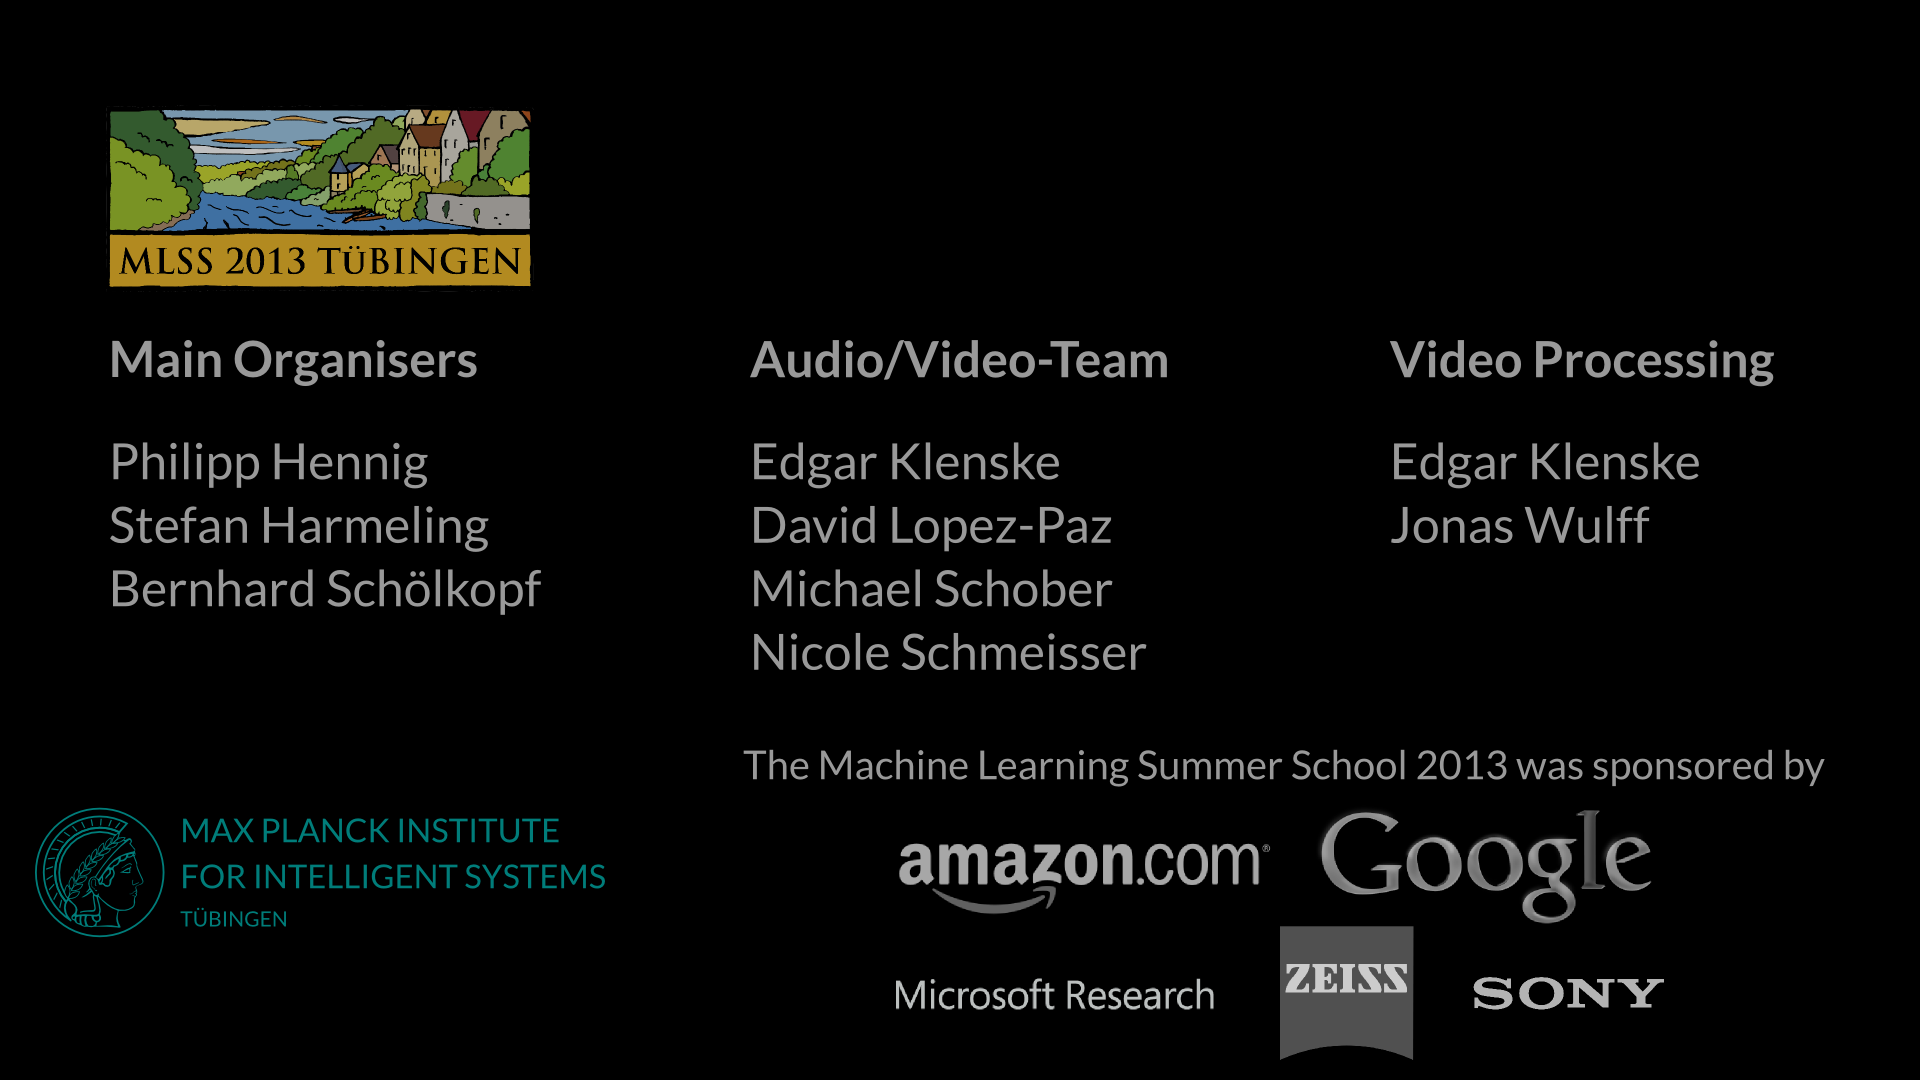 MLSS 2013 TÜBINGEN
Main Organisers
Philipp Hennig
Stefan Harmeling
Bernhard Schölkopf
Audio/Video-Team
Edgar Klenske
David Lopez-Paz
Michael Schober
Nicole Schmeisser
Video Processing
Edgar Klenske
Jonas Wulff
MAX PLANCK INSTITUTE
FOR INTELLIGENT SYSTEMS
TÜBINGEN
The Machine Learning Summer School 2013 was sponsored by
amazon.com®
Google
Microsoft Research
ZEISS
SONY